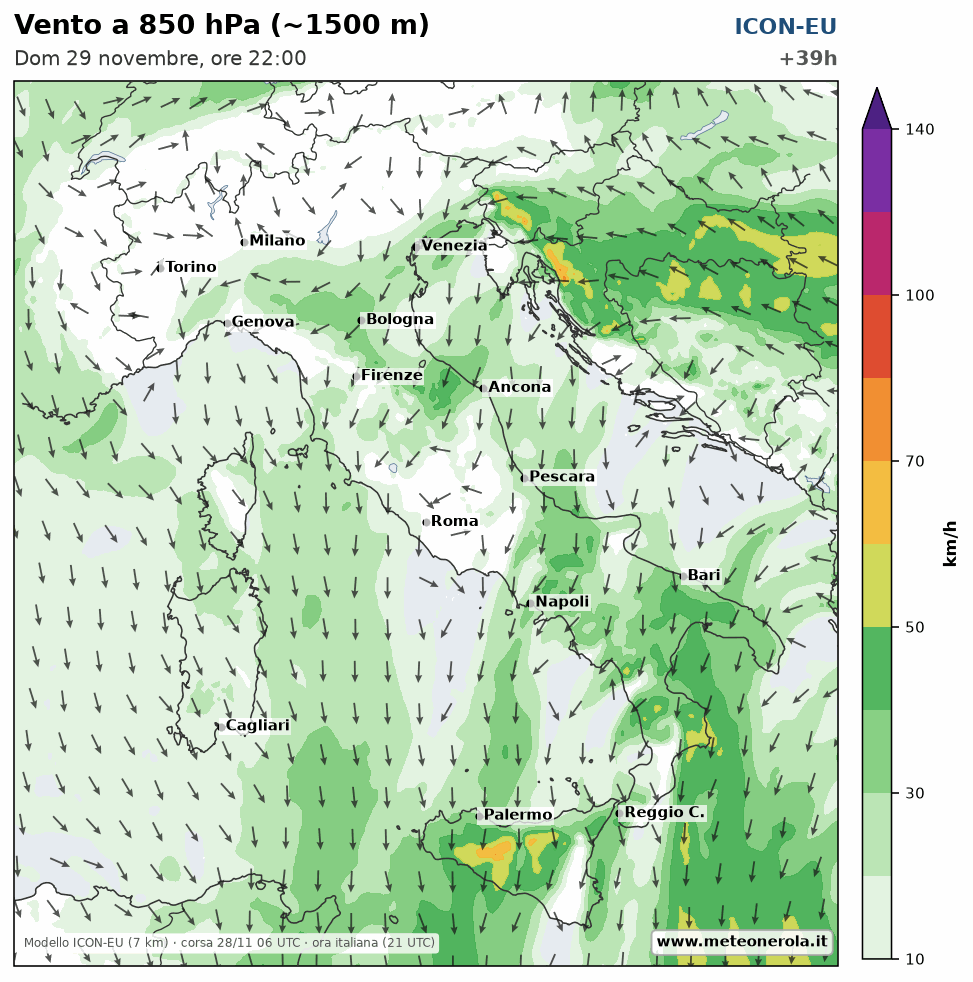 Vento a 850 hPa (~1500 m)
ICON-EU
Dom 29 novembre, ore 22:00
+39h
140
100
70
50
30
10
km/h
Milano
Venezia
Torino
Genova
Bologna
Firenze
Ancona
Pescara
Roma
Bari
Napoli
Cagliari
Palermo
Reggio C.
Modello ICON-EU (7 km) · corsa 28/11 06 UTC · ora italiana (21 UTC)
www.meteonerola.it